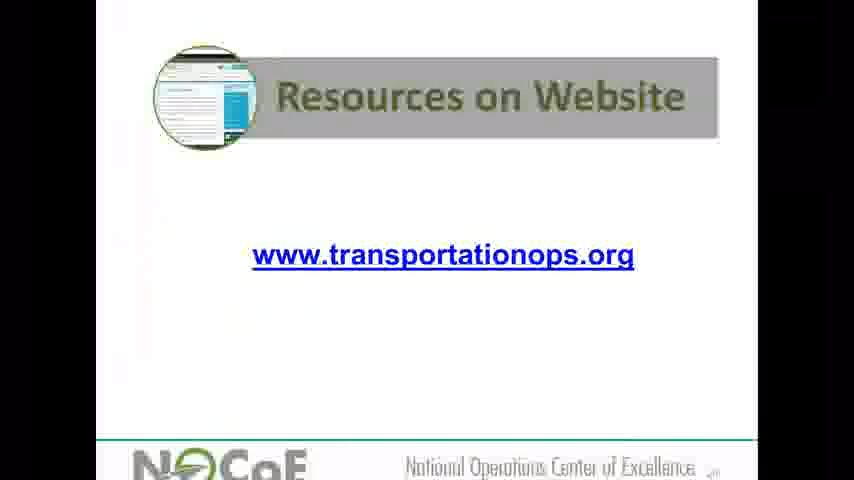 Resources on Website
www.transportationops.org
NOCoE
National Operations Center of Excellence